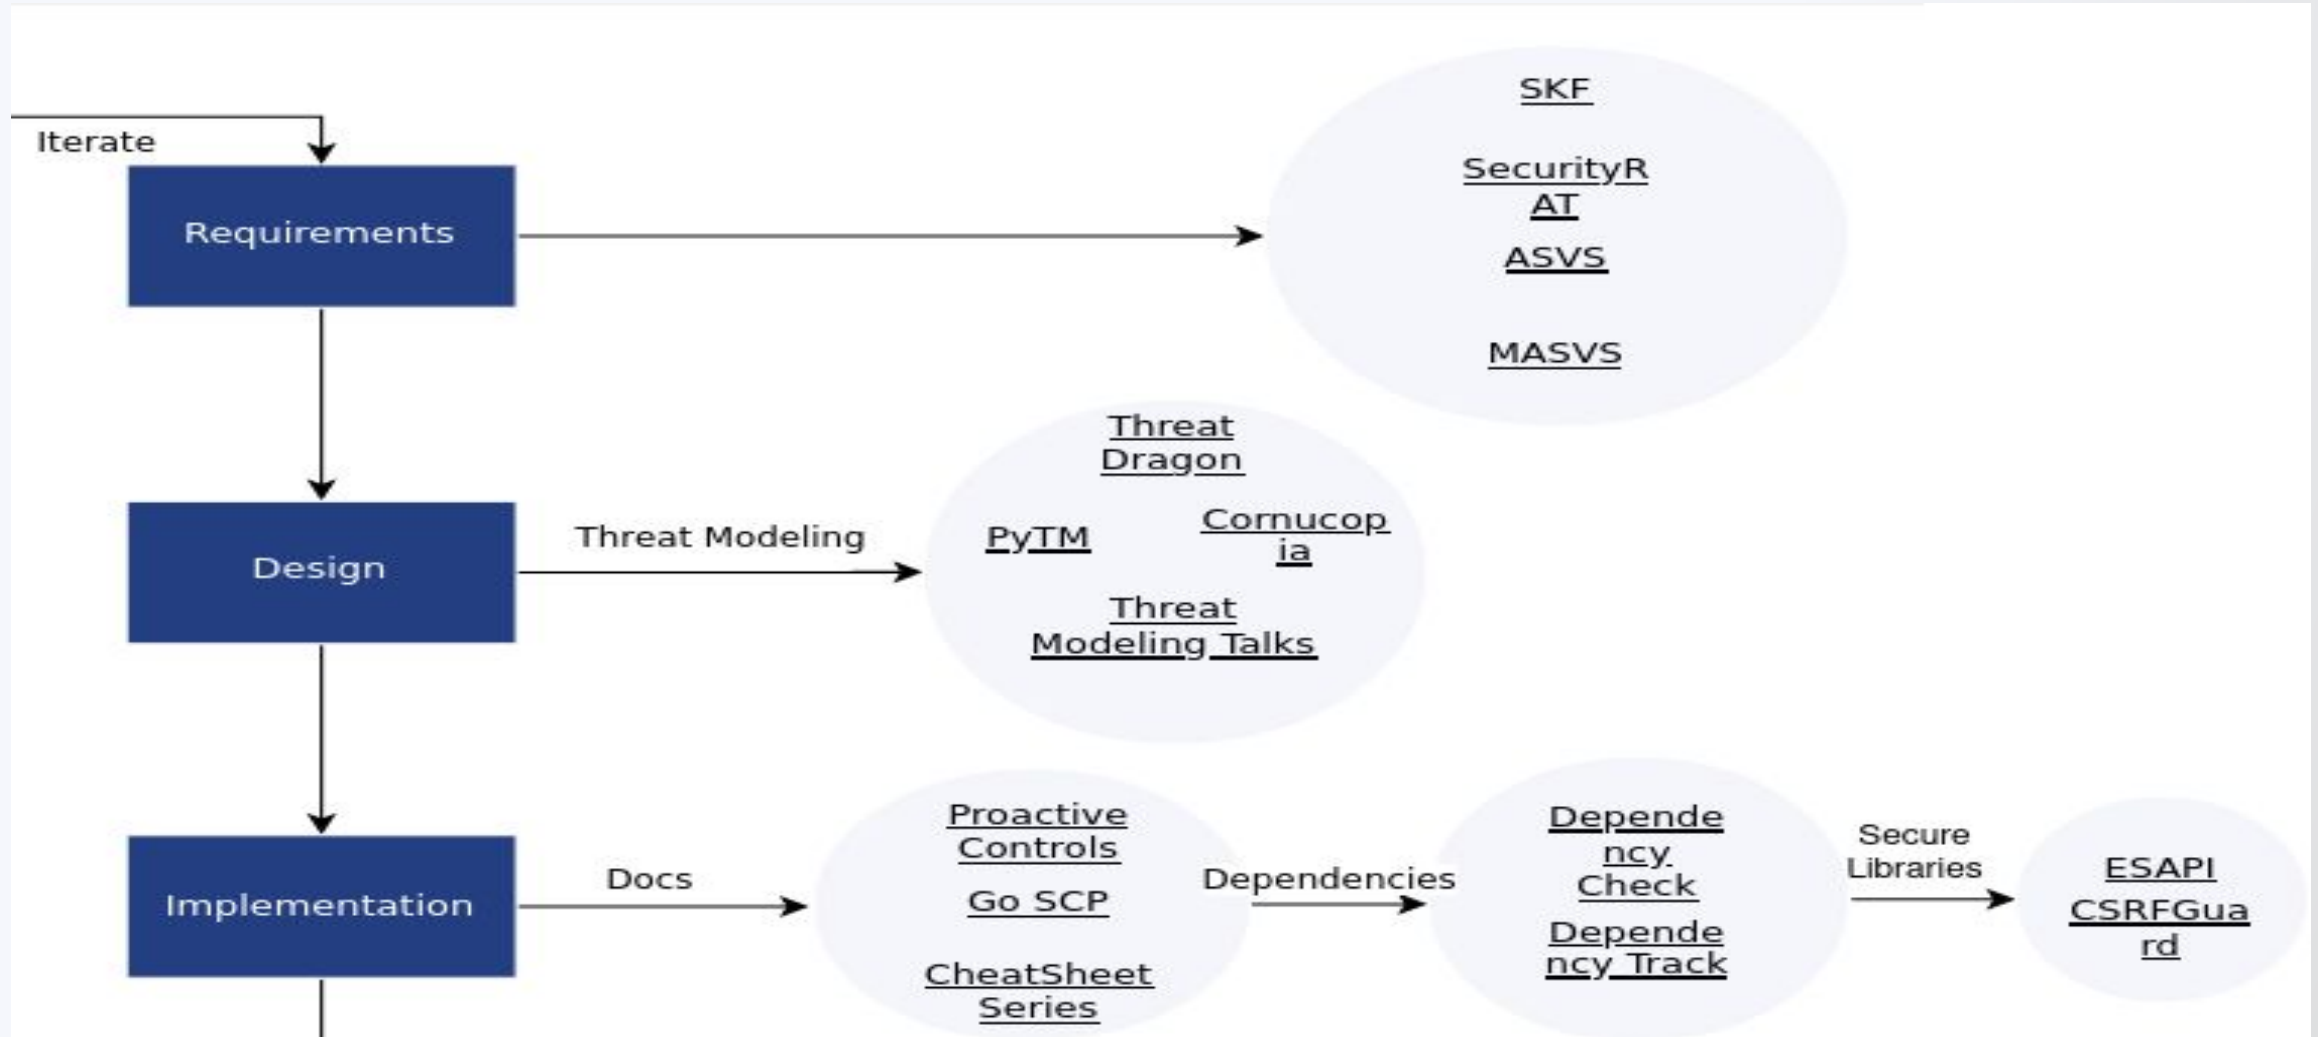 Iterate
Requirements
SKF
SecurityR
AT
ASVS
MASVS
Design
Threat Modeling
Threat
Dragon
PyTM
Cornucop
ia
Threat
Modeling Talks
Implementation
Docs
Proactive
Controls
Go SCP
CheatSheet
Series
Dependencies
Depende
ncy
Check
Depende
ncy Track
Secure
Libraries
ESAPI
CSRFGua
rd